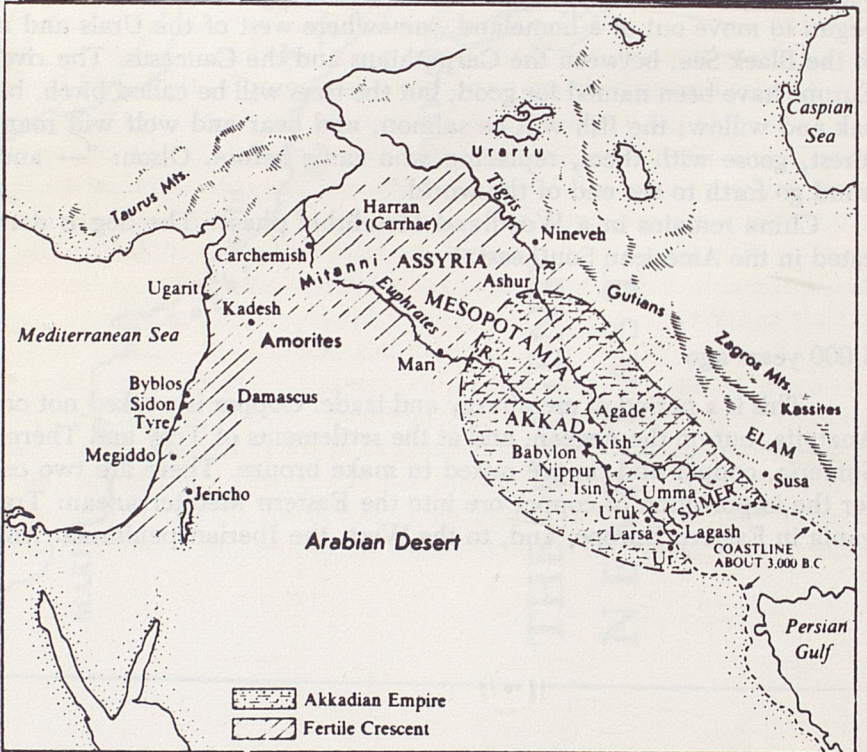 Caspian
Sea
Urartu
Taurus Mts.
Tigris
Harran
(Carrhae)
Nineveh
Carchemish
Mitanni
ASSYRIA
Ashur
Ugarit
Euphrates
R.
MESOPOTAMIA
Gutians
Kadesh
Mediterranean Sea
Amorites
Zagros Mts.
Mari
Byblos
Sidon
Tyre
Damascus
Kassites
AKKAD
Agade?
ELAM
Megiddo
Babylon
Kish
Nippur
Susa
Isin
Umma
SUMER
Jericho
Uruk
Larsa
Lagash
Ur
Arabian Desert
COASTLINE
ABOUT 3,000 B.C.
Persian
Gulf
Akkadian Empire
Fertile Crescent